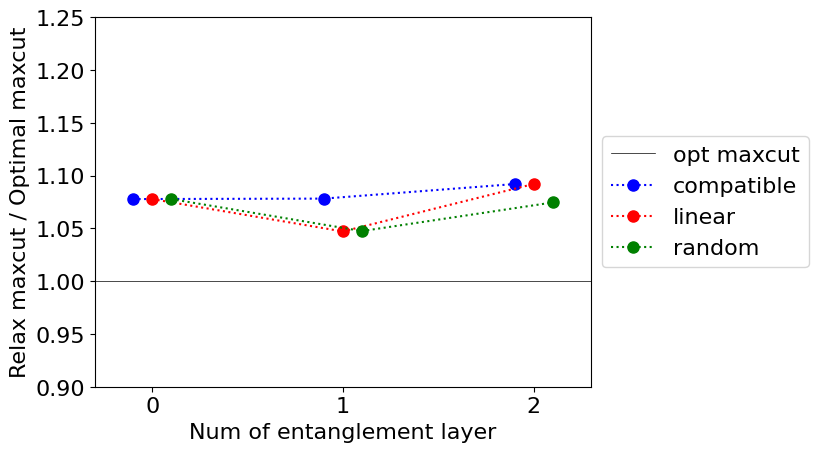 Relax maxcut / Optimal maxcut
1.25
1.20
1.15
1.10
1.05
1.00
0.95
0.90
0
1
2
Num of entanglement layer
opt maxcut
compatible
linear
random